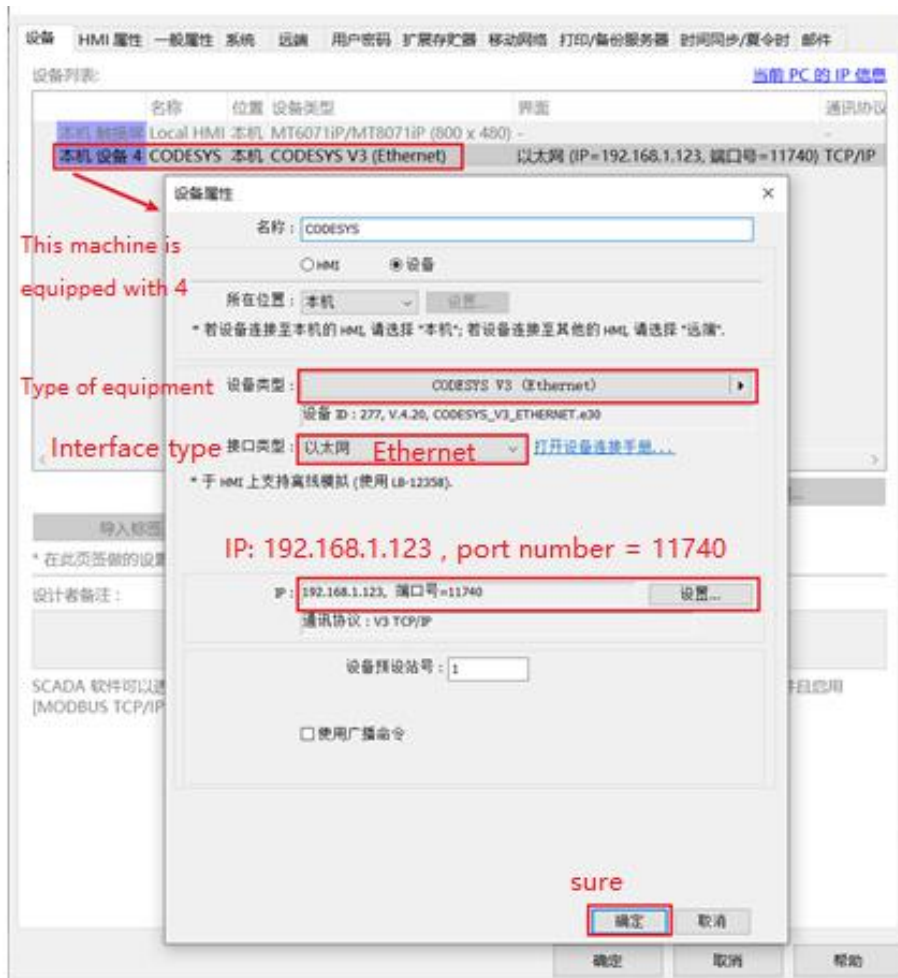 设备 HMI 属性 一般属性 系统 远端 用户密码 扩展存贮器 移动网络 打印/备份服务器 时间同步/夏令时 邮件
设备列表: 当前 PC 的 IP 信息
名称 位置 设备类型 界面 通讯协议
本机 触摸屏 Local HMI 本机 MT6071iP/MT8071iP (800 x 480) - -
本机 设备 4 CODESYS 本机 CODESYS V3 (Ethernet) 以太网 (IP=192.168.1.123, 端口号=11740) TCP/IP
设备属性
名称 : CODESYS
This machine is
equipped with 4
HMI 设备
所在位置 : 本机 设置...
* 若设备连接至本机的 HMI, 请选择 "本机"; 若设备连接至其他的 HMI, 请选择 "远端".
Type of equipment 设备类型 : CODESYS V3 (Ethernet)
设备 ID : 277, V.4.20, CODESYS_V3_ETHERNET.e30
Interface type 接口类型 : 以太网 Ethernet 打开设备连接手册...
* 于 HMI 上支持离线模拟 (使用 LB-12358).
导入标签
IP: 192.168.1.123 , port number = 11740
* 在此页签做的设置
IP : 192.168.1.123, 端口号=11740 设置...
设计者备注 :
通讯协议 : V3 TCP/IP
设备预设站号 : 1
SCADA 软件可以透 并且您用
[MODBUS TCP/IP
使用广播命令
sure
确定 取消
确定 取消 帮助